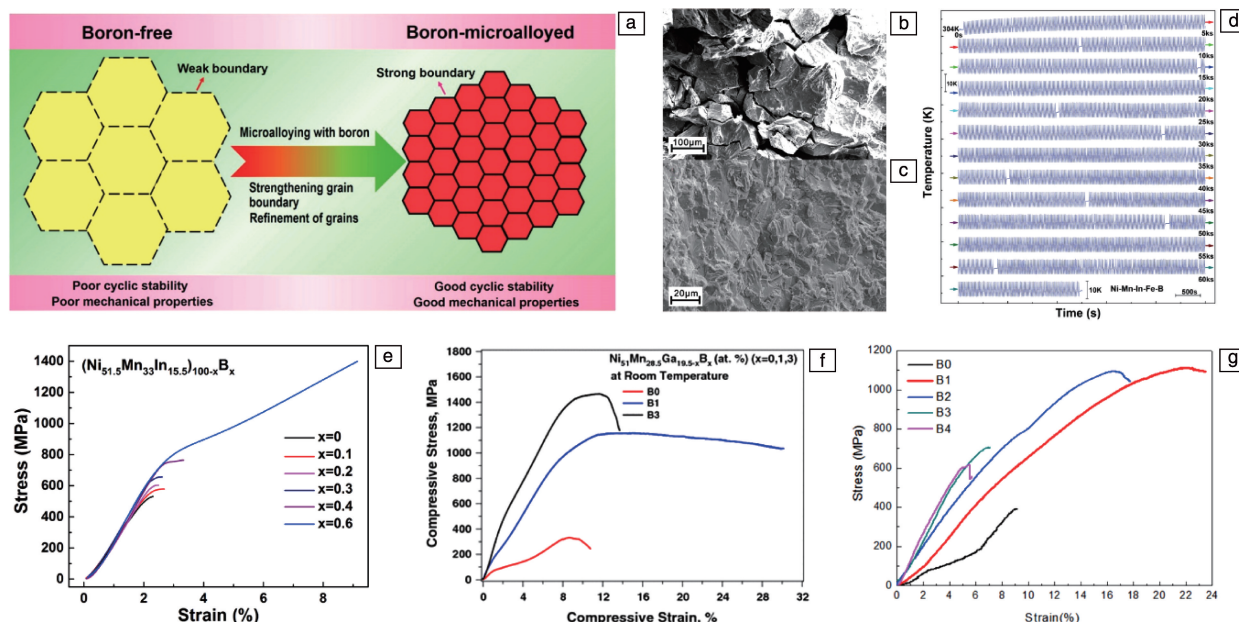 a
Boron-free
Boron-microalloyed
Weak boundary
Strong boundary
Microalloying with boron
Strengthening grain
boundary
Refinement of grains
Poor cyclic stability
Poor mechanical properties
Good cyclic stability
Good mechanical properties
b
100μm
c
20μm
d
Temperature (K)
304K
0s
10K
5ks
10ks
15ks
20ks
25ks
30ks
35ks
40ks
45ks
50ks
55ks
60ks
10K
Ni-Mn-In-Fe-B
500s
Time (s)
e
(Ni51.5Mn33In15.5)100-xBx
Stress (MPa)
1400
1200
1000
800
600
400
200
0
x=0
x=0.1
x=0.2
x=0.3
x=0.4
x=0.6
0 2 4 6 8
Strain (%)
f
Ni51Mn28.5Ga19.5-xBx (at. %) (x=0,1,3)
at Room Temperature
B0
B1
B3
Compressive Stress, MPa
1800
1600
1400
1200
1000
800
600
400
200
0
0 4 8 12 16 20 24 28 32
Compressive Strain, %
g
B0
B1
B2
B3
B4
Stress (MPa)
1200
1000
800
600
400
200
0
0 2 4 6 8 10 12 14 16 18 20 22 24
Strain(%)